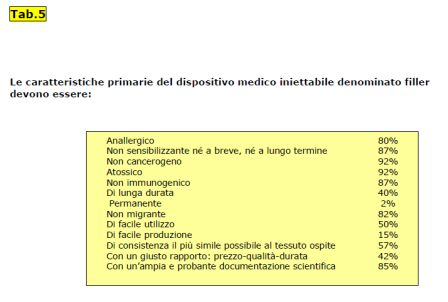 Tab.5
Le caratteristiche primarie del dispositivo medico iniettabile denominato filler
devono essere:
Anallergico 80%
Non sensibilizzante né a breve, né a lungo termine 87%
Non cancerogeno 92%
Atossico 92%
Non immunogenico 87%
Di lunga durata 40%
Permanente 2%
Non migrante 82%
Di facile utilizzo 50%
Di facile produzione 15%
Di consistenza il più simile possibile al tessuto ospite 57%
Con un giusto rapporto: prezzo-qualità-durata 42%
Con un'ampia e probante documentazione scientifica 85%